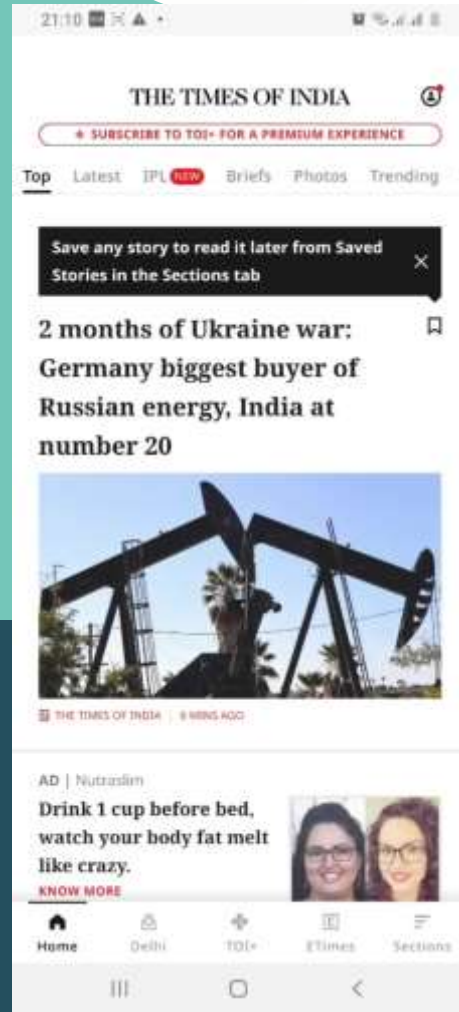 21:10
THE TIMES OF INDIA
+ SUBSCRIBE TO TOI+ FOR A PREMIUM EXPERIENCE
Top Latest IPL NEW Briefs Photos Trending
Save any story to read it later from Saved
Stories in the Sections tab
2 months of Ukraine war:
Germany biggest buyer of
Russian energy, India at
number 20
THE TIMES OF INDIA | 9 MINS AGO
AD | Nutraslim
Drink 1 cup before bed,
watch your body fat melt
like crazy.
KNOW MORE
Home Delhi TOI+ ETimes Sections